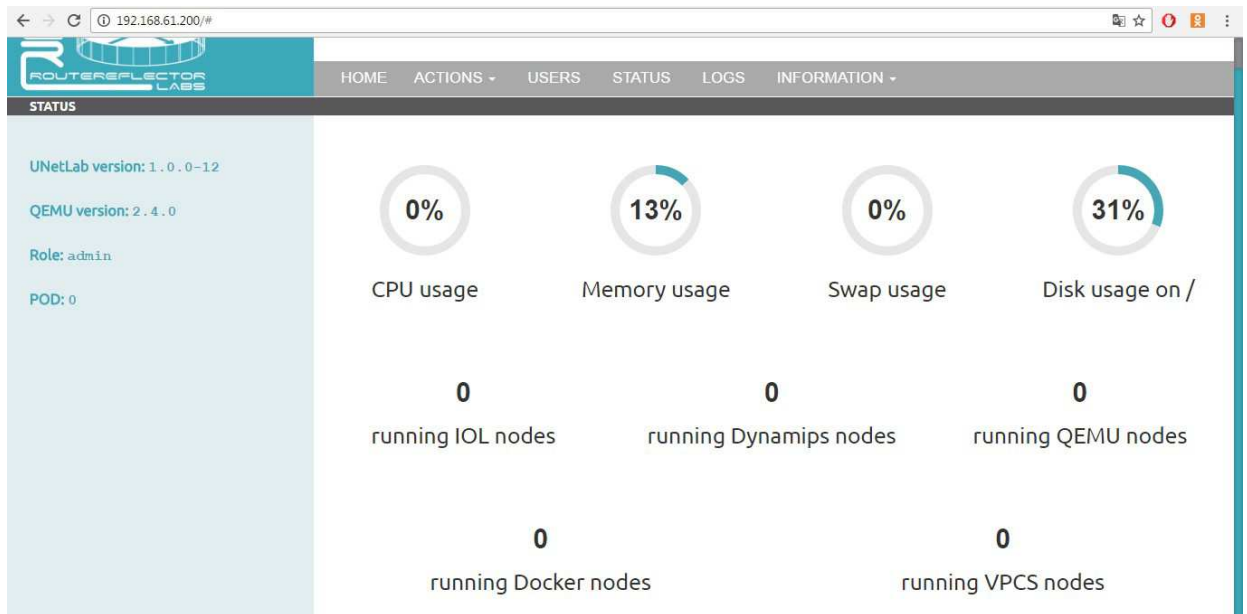 192.168.61.200/#
ROUTEREFLECTOR
LABS
HOME ACTIONS USERS STATUS LOGS INFORMATION
STATUS
UNetLab version: 1.0.0-12
QEMU version: 2.4.0
Role: admin
POD: 0
0% 13% 0% 31%
CPU usage Memory usage Swap usage Disk usage on /
0 0 0
running IOL nodes running Dynamips nodes running QEMU nodes
0 0
running Docker nodes running VPCS nodes